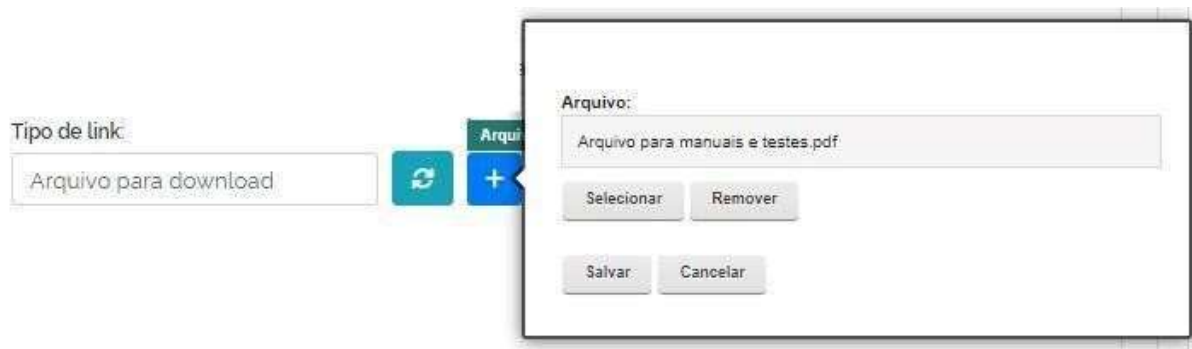 Tipo de link:
Arquivo para download
Arquivo:
Arquivo para manuais e testes.pdf
Selecionar Remover
Salvar Cancelar